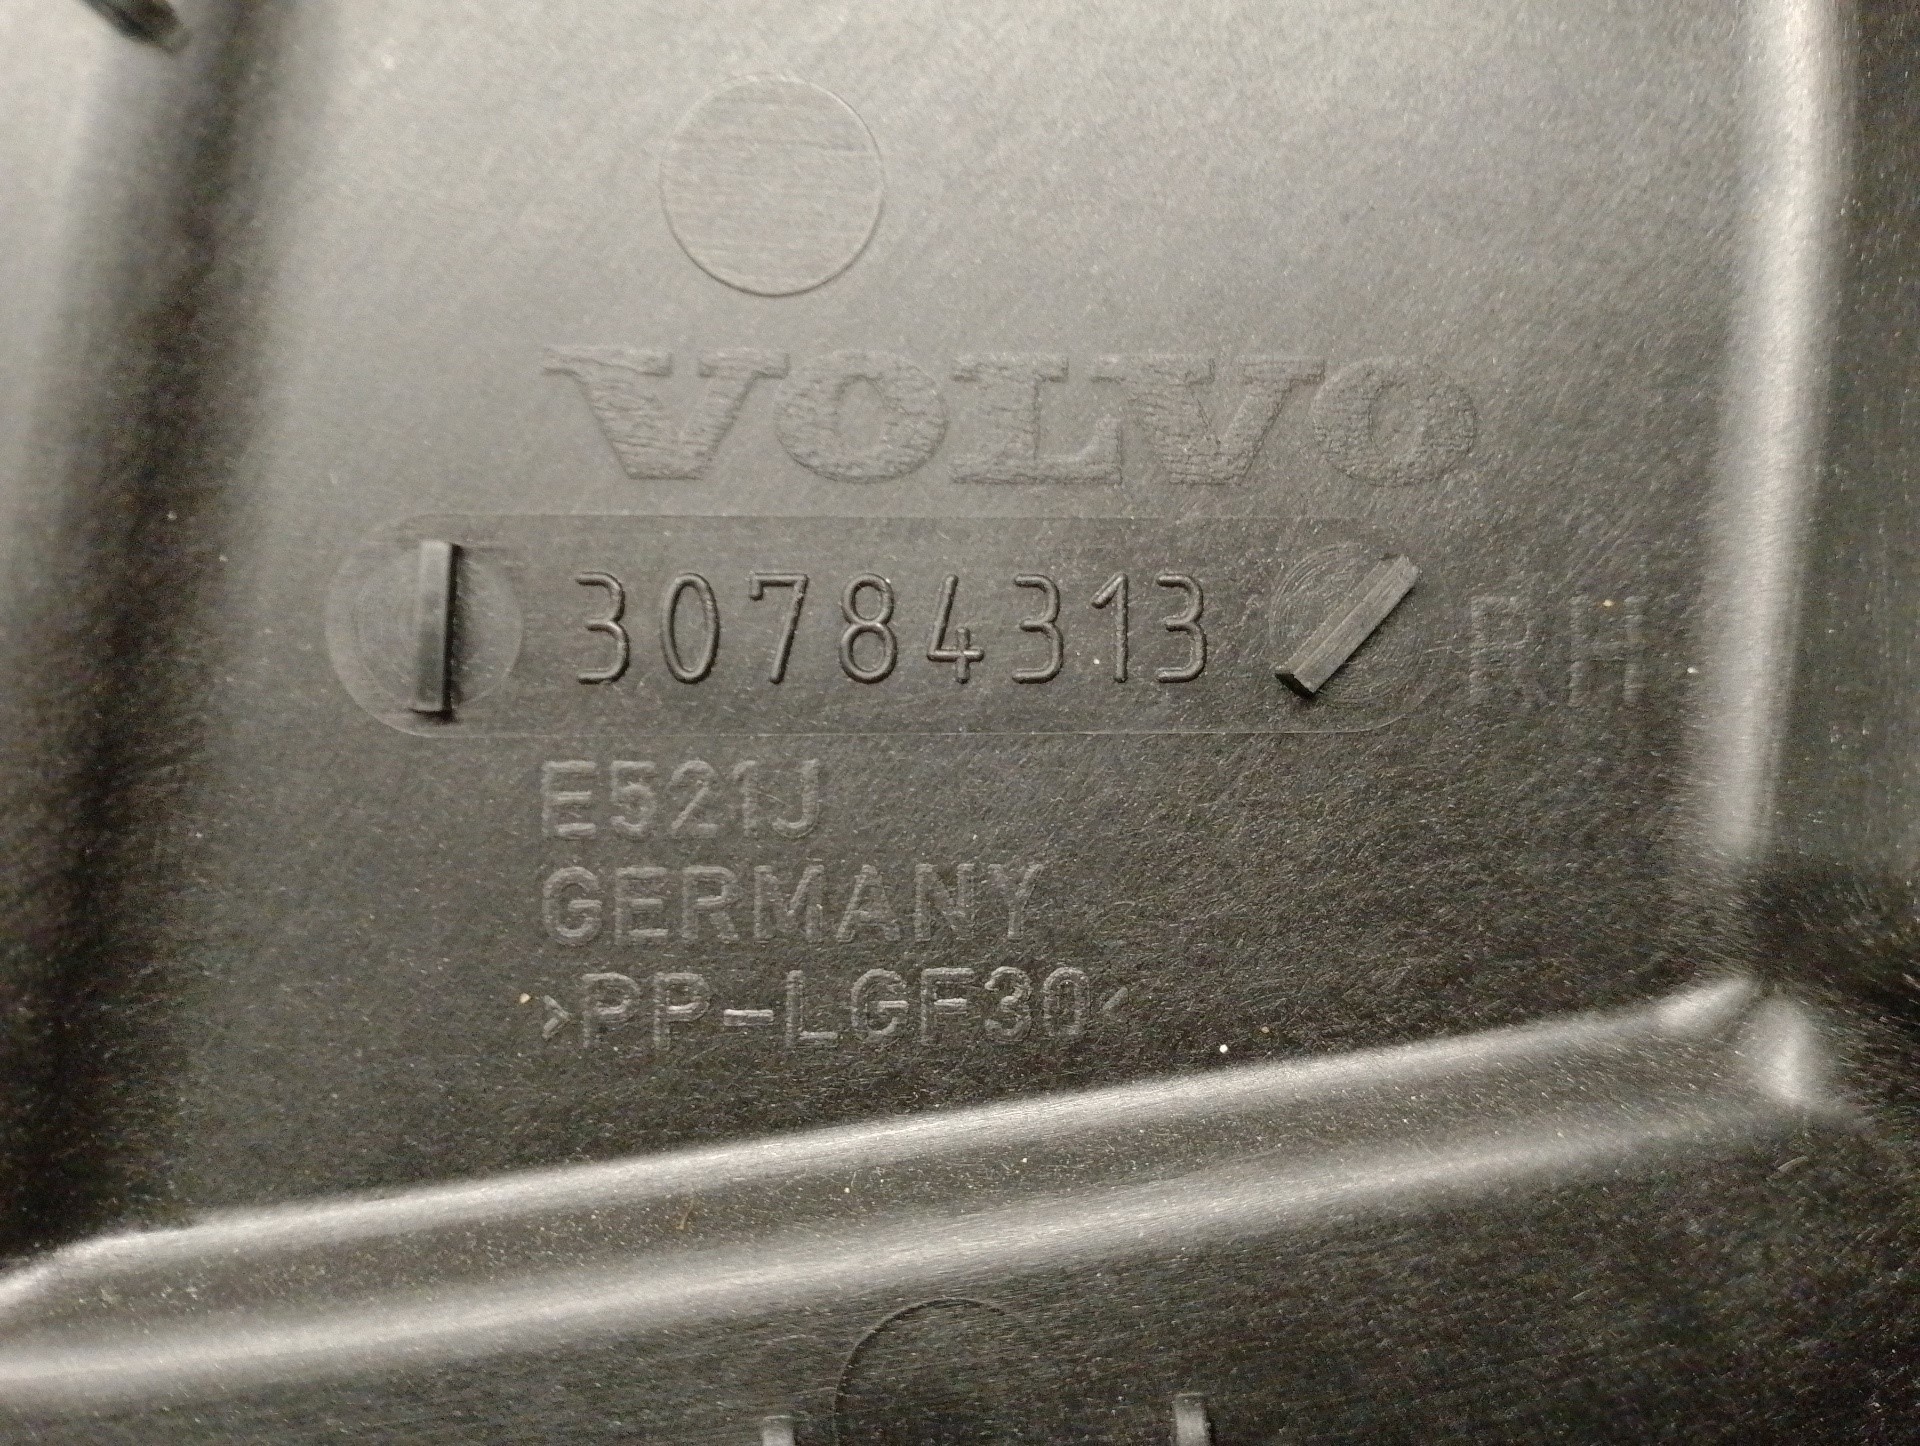 VOLVO
30784313 RH
E521J
GERMANY
>PP-LGF30<